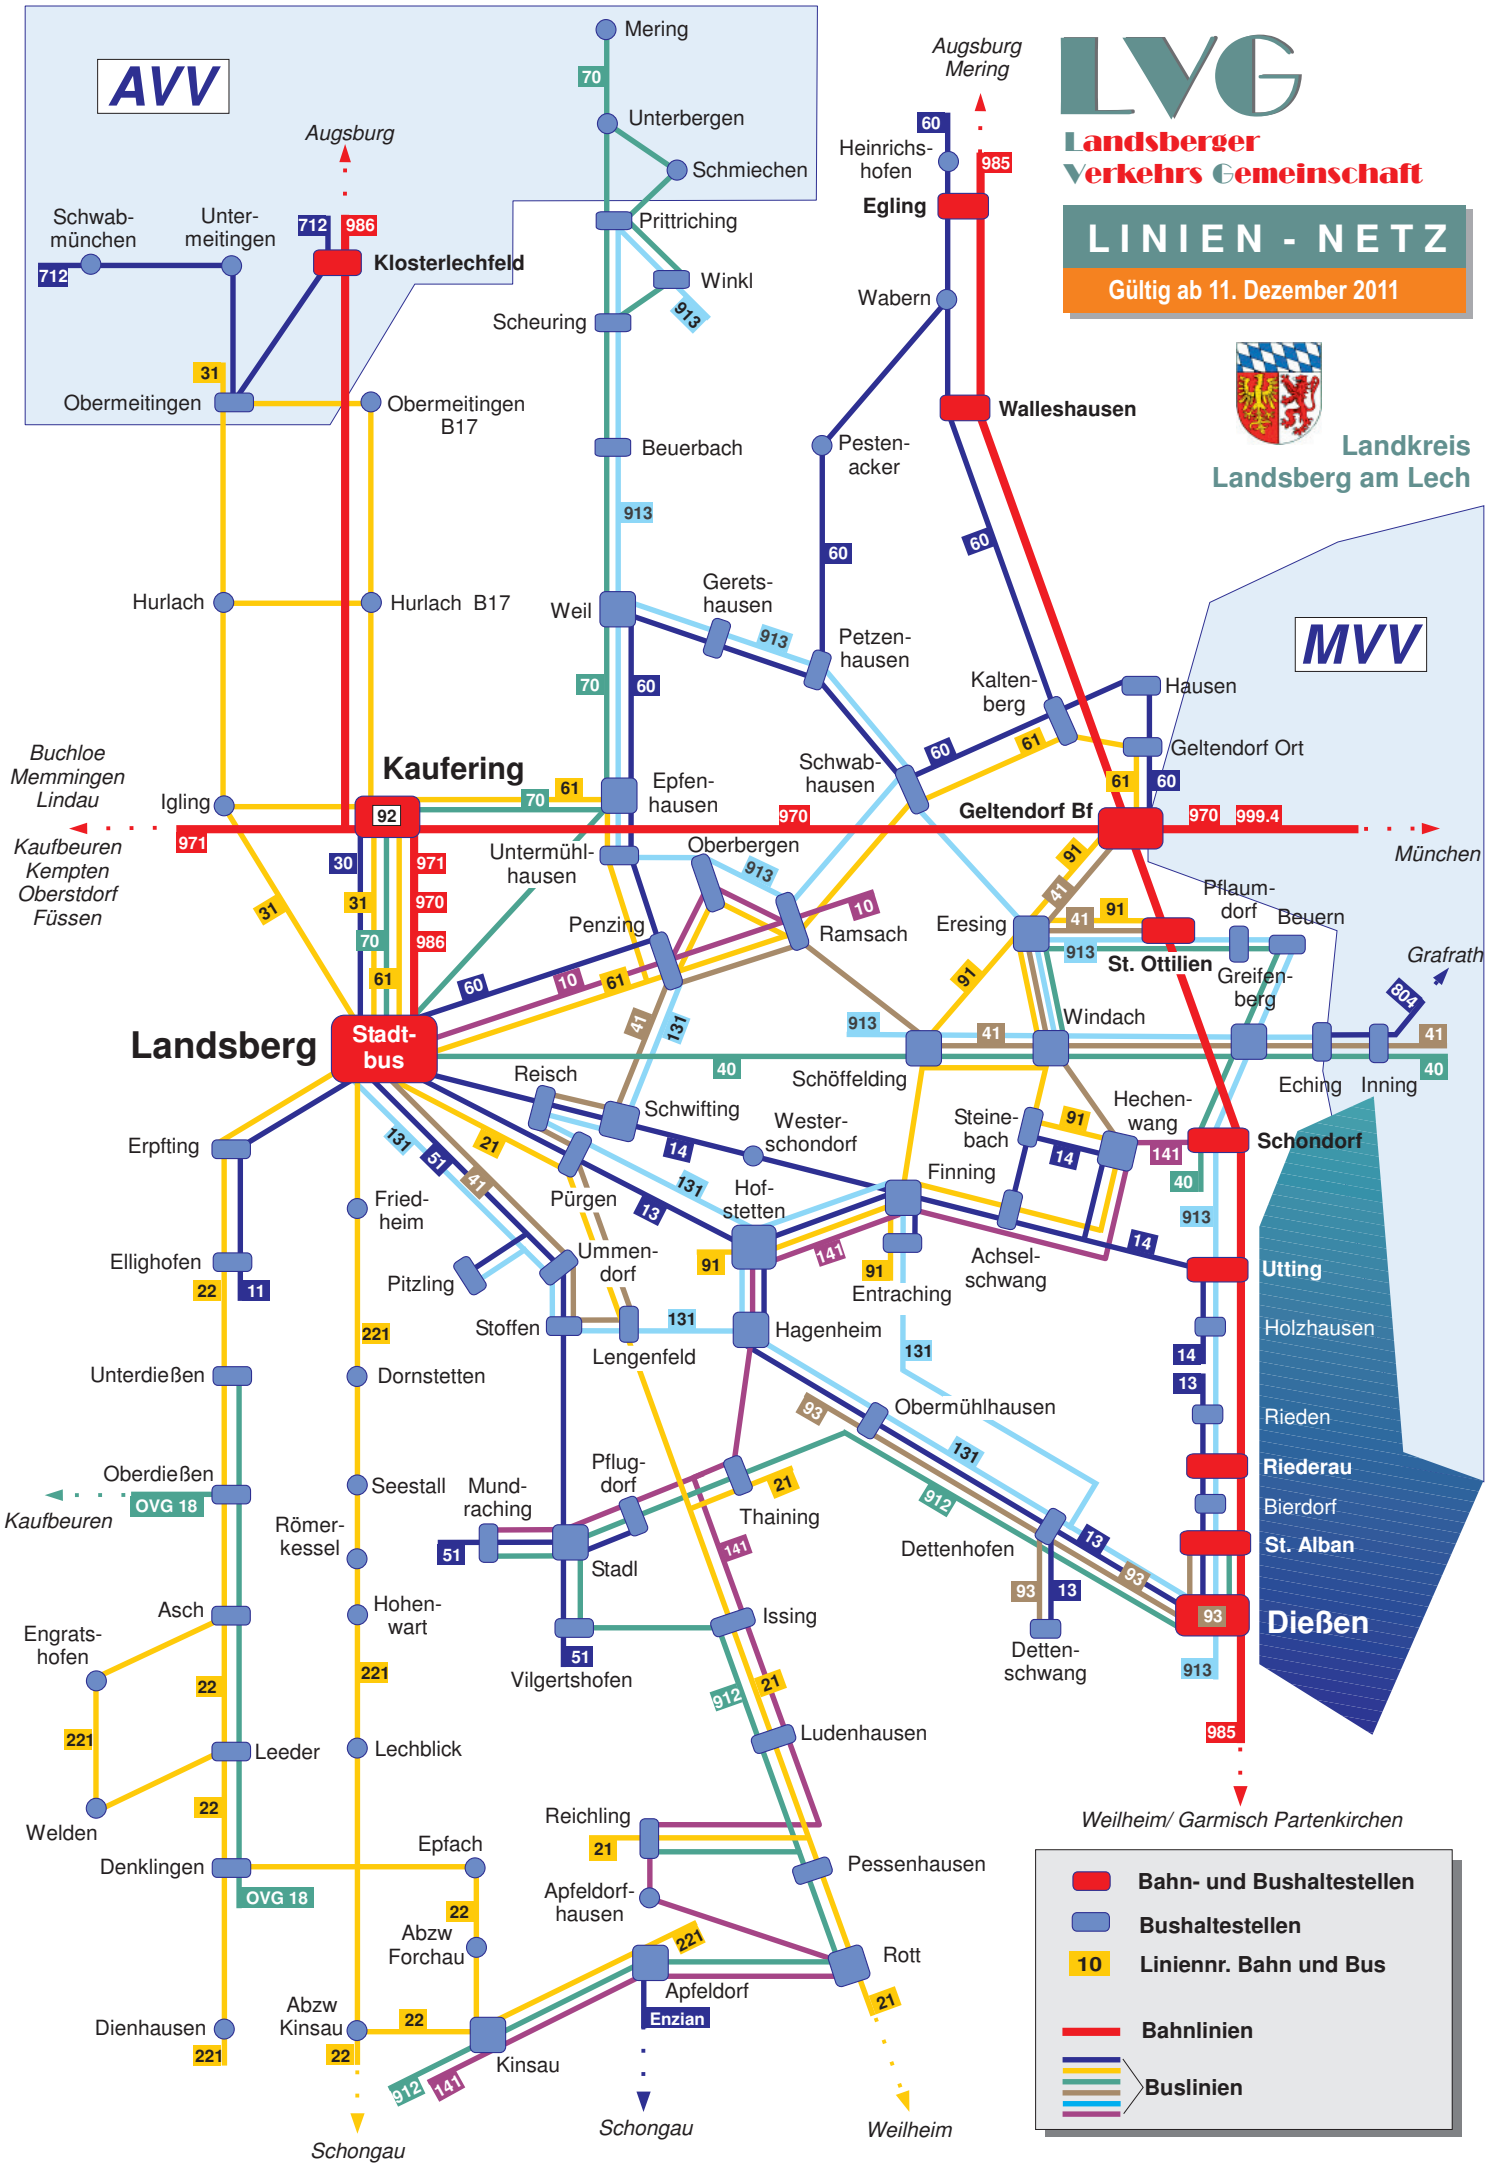 AVV
Mering
70
Unterbergen
Schmiechen
Augsburg
Schwab-
münchen
Unter-
meitingen
712
986
712
Klosterlechfeld
Prittriching
Winkl
913
Scheuring
Augsburg
Mering
60
Heinrichs-
hofen
985
Egling
Wabern
LVG
Landsberger
Verkehrs Gemeinschaft
LINIEN - NETZ
Gültig ab 11. Dezember 2011
Landkreis
Landsberg am Lech
31
Obermeitingen
Obermeitingen
B17
Beuerbach
Pesten-
acker
Walleshausen
913
60
60
Hurlach
Hurlach B17
Weil
Gerets-
hausen
913
Petzen-
hausen
MVV
70
60
Kalten-
berg
Hausen
Geltendorf Ort
Buchloe
Memmingen
Lindau
Kaufering
Igling
92
61
70
Epfen-
hausen
Schwab-
hausen
60
61
61
60
Geltendorf Bf
971
970
970
999.4
München
Kaufbeuren
Kempten
Oberstdorf
Füssen
30
971
31
970
70
986
61
31
Untermühl-
hausen
Oberbergen
913
10
Ramsach
Penzing
60
10
61
41
131
91
41
Eresing
41
91
913
St. Ottilien
Pflaum-
dorf
Beuern
Greifen-
berg
Grafrath
804
91
Landsberg
Stadt-
bus
913
41
Windach
41
40
40
Schöffelding
Eching
Inning
Reisch
Schwifting
Wester-
schondorf
14
Steine-
bach
91
14
Hechen-
wang
141
Schondorf
40
913
Erpfting
131
51
41
21
Pürgen
131
13
Hof-
stetten
Finning
Fried-
heim
Ellighofen
22
11
Pitzling
Ummen-
dorf
91
141
91
Entraching
Achsel-
schwang
14
Utting
221
Stoffen
131
Hagenheim
Holzhausen
14
Lengenfeld
131
13
Unterdießen
Dornstetten
93
Obermühlhausen
Rieden
131
Oberdießen
OVG 18
Kaufbeuren
Seestall
Mund-
raching
Pflug-
dorf
21
Thaining
912
Riederau
Bierdorf
Römer-
kessel
51
Stadl
141
Dettenhofen
13
93
St. Alban
93
13
Asch
Hohen-
wart
Issing
93
Dießen
Engrats-
hofen
Vilgertshofen
51
Detten-
schwang
913
22
221
912
21
221
Leeder
Lechblick
Ludenhausen
985
22
Welden
Reichling
21
Weilheim/ Garmisch Partenkirchen
Denklingen
Epfach
Pessenhausen
OVG 18
22
Apfeldorf-
hausen
Abzw
Forchau
221
Rott
Apfeldorf
Enzian
21
Dienhausen
221
Abzw
Kinsau
22
22
Kinsau
912
141
Schongau
Schongau
Weilheim
Bahn- und Bushaltestellen
Bushaltestellen
10
Liniennr. Bahn und Bus
Bahnlinien
Buslinien